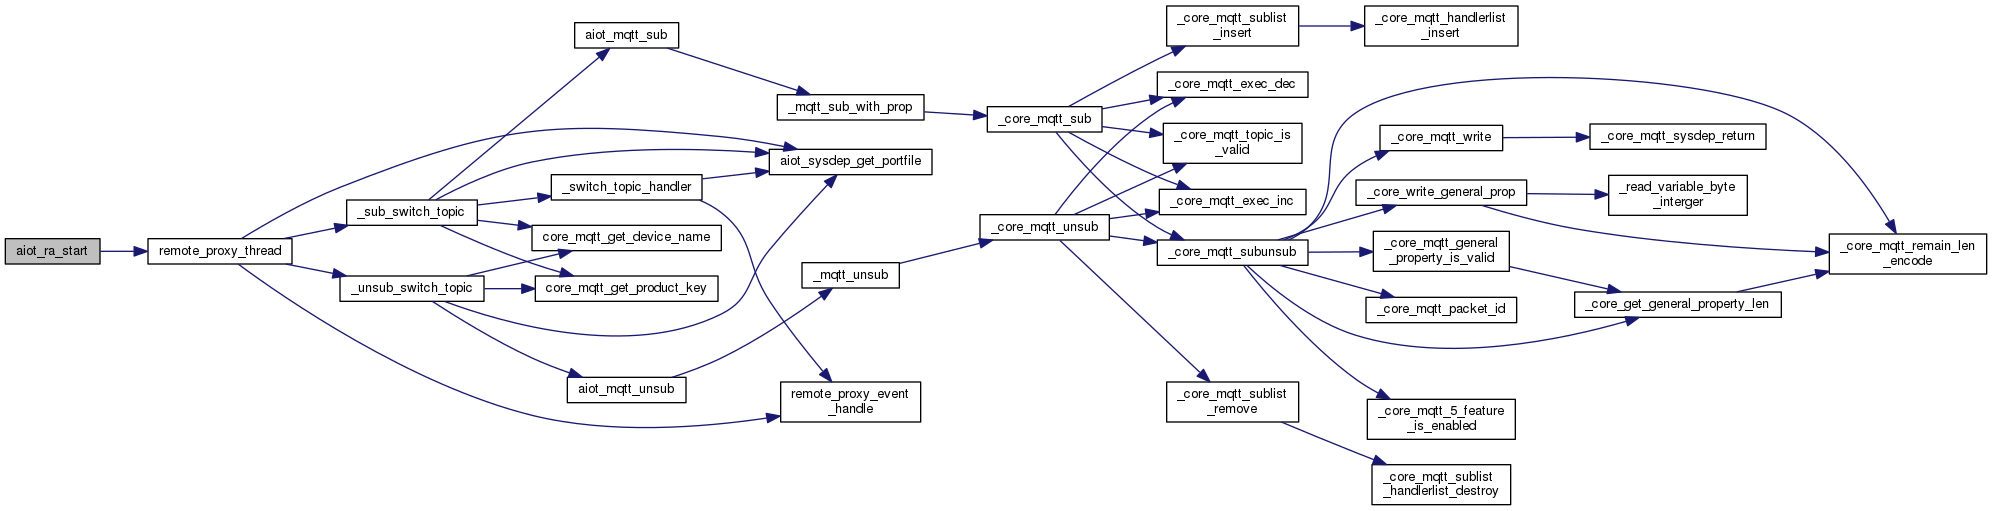 aiot_ra_start
remote_proxy_thread
_sub_switch_topic
_unsub_switch_topic
aiot_mqtt_sub
_switch_topic_handler
core_mqtt_get_device_name
core_mqtt_get_product_key
aiot_mqtt_unsub
_mqtt_sub_with_prop
aiot_sysdep_get_portfile
_mqtt_unsub
remote_proxy_event
_handle
_core_mqtt_sub
_core_mqtt_unsub
_core_mqtt_sublist
_insert
_core_mqtt_exec_dec
_core_mqtt_topic_is
_valid
_core_mqtt_exec_inc
_core_mqtt_subunsub
_core_mqtt_sublist
_remove
_core_mqtt_handlerlist
_insert
_core_mqtt_write
_core_write_general_prop
_core_mqtt_general
_property_is_valid
_core_mqtt_packet_id
_core_mqtt_5_feature
_is_enabled
_core_mqtt_sublist
_handlerlist_destroy
_core_mqtt_sysdep_return
_read_variable_byte
_interger
_core_get_general_property_len
_core_mqtt_remain_len
_encode